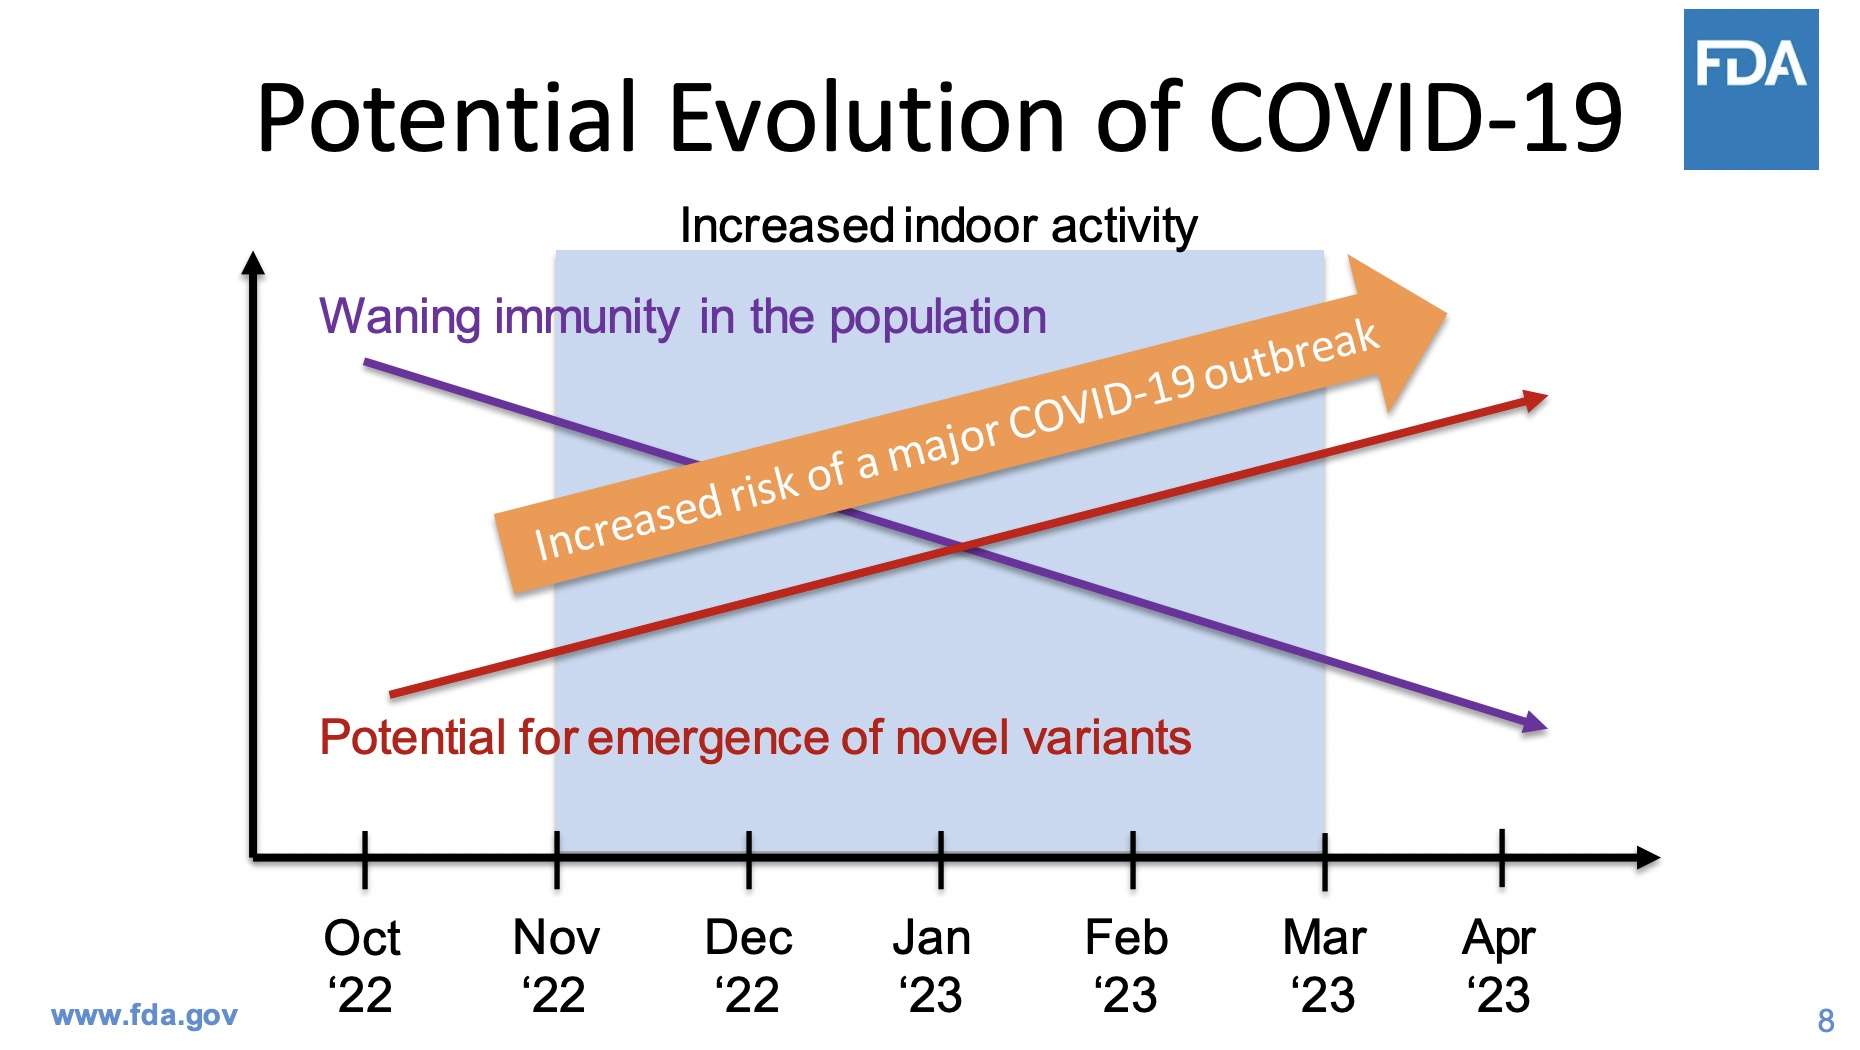 FDA
Potential Evolution of COVID-19
Increased indoor activity
Waning immunity in the population
Increased risk of a major COVID-19 outbreak
Potential for emergence of novel variants
Oct ‘22
Nov ‘22
Dec ‘22
Jan ‘23
Feb ‘23
Mar ‘23
Apr ‘23
www.fda.gov
8